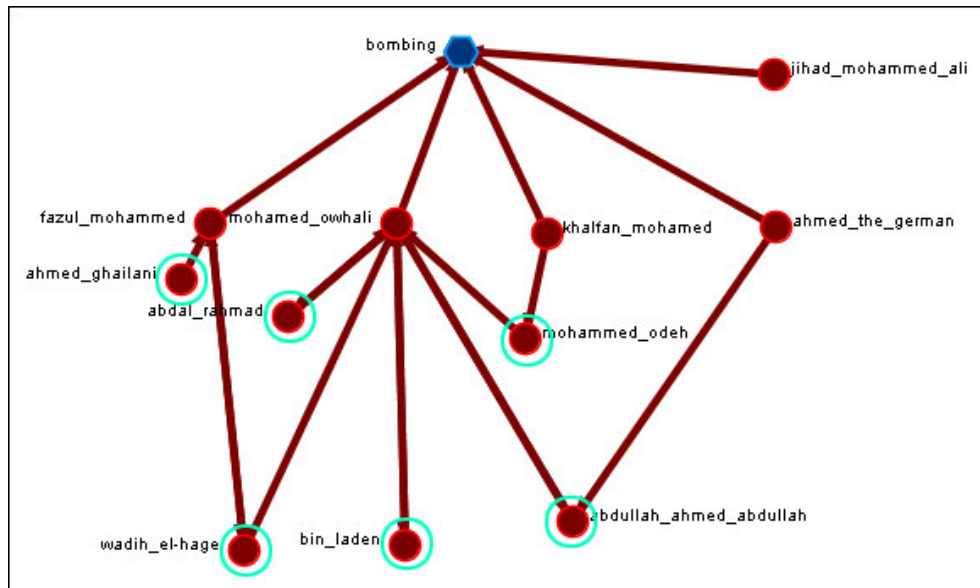 bombing
jihad_mohammed_ali
fazul_mohammed
mohamed_owhali
khalfan_mohamed
ahmed_the_german
ahmed_ghailani
abdal_rahmad
mohammed_odeh
wadih_el-hage
bin_laden
abdullah_ahmed_abdullah